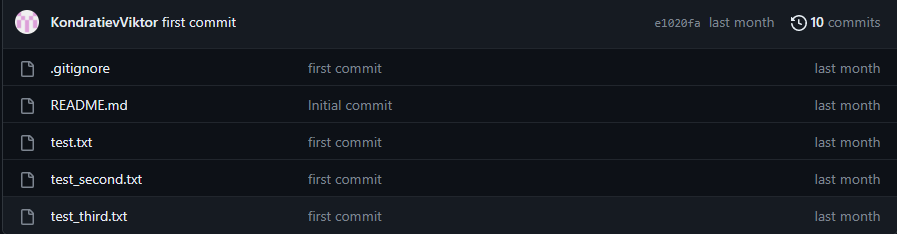 KondratievViktor first commit e1020fa last month 10 commits
.gitignore first commit last month
README.md Initial commit last month
test.txt first commit last month
test_second.txt first commit last month
test_third.txt first commit last month